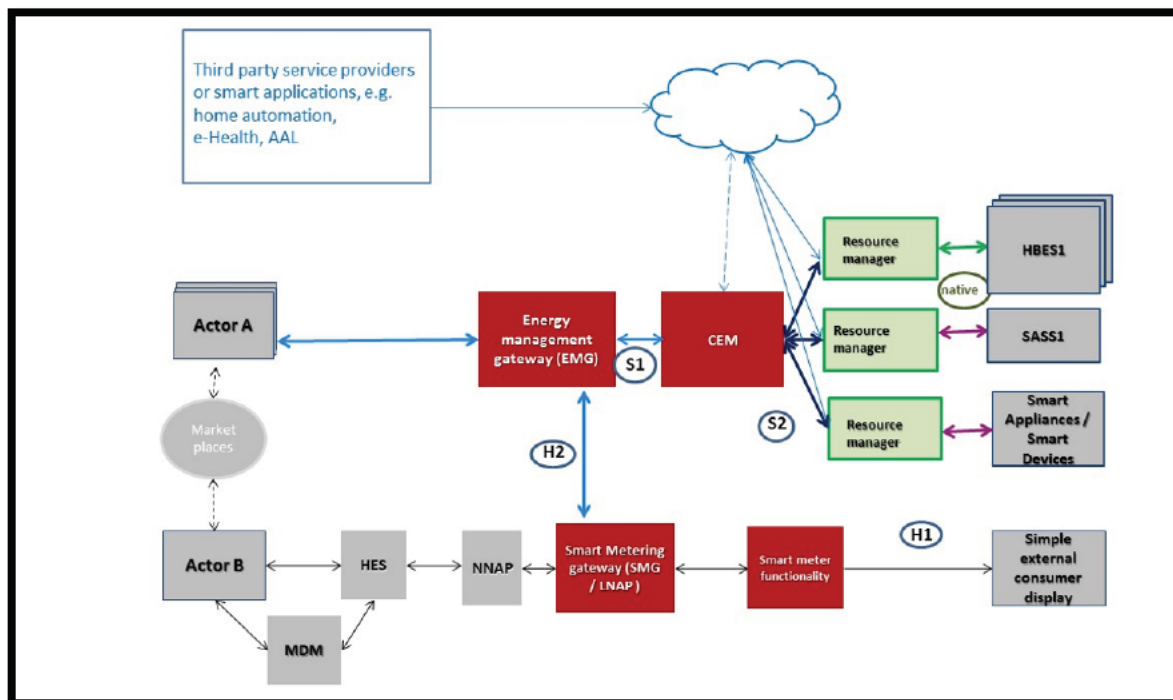 Third party service providers
or smart applications, e.g.
home automation,
e-Health, AAL
Resource
manager
HBES1
native
Actor A
Energy
management
gateway (EMG)
S1
CEM
Resource
manager
SASS1
Market
places
H2
S2
Resource
manager
Smart
Appliances /
Smart
Devices
Actor B
HES
NNAP
Smart Metering
gateway (SMG
/ LNAP )
Smart meter
functionality
H1
Simple
external
consumer
display
MDM